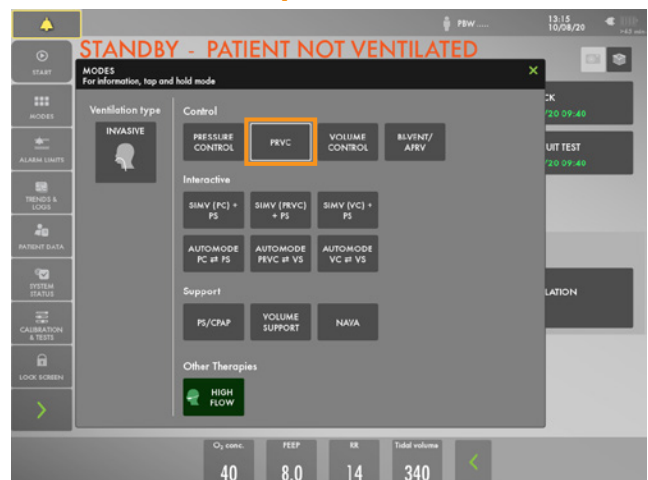 PBW.....
13:15
10/08/20
STANDBY - PATIENT NOT VENTILATED
START
MODES
ALARM LIMITS
TRENDS &
LOGS
PATIENT DATA
SYSTEM
STATUS
CALIBRATION
& TESTS
LOCK SCREEN
MODES
For information, tap and hold mode
Ventilation type
INVASIVE
Control
PRESSURE
CONTROL
PRVC
VOLUME
CONTROL
BI-VENT/
APRV
Interactive
SIMV (PC) +
PS
SIMV (PRVC)
+ PS
SIMV (VC) +
PS
AUTOMODE
PC ⇄ PS
AUTOMODE
PRVC ⇄ VS
AUTOMODE
VC ⇄ VS
Support
PS/CPAP
VOLUME
SUPPORT
NAVA
Other Therapies
HIGH
FLOW
CK
/20 09:40
UIT TEST
/20 09:40
LATION
O₂ conc.
40
PEEP
8.0
RR
14
Tidal volume
340